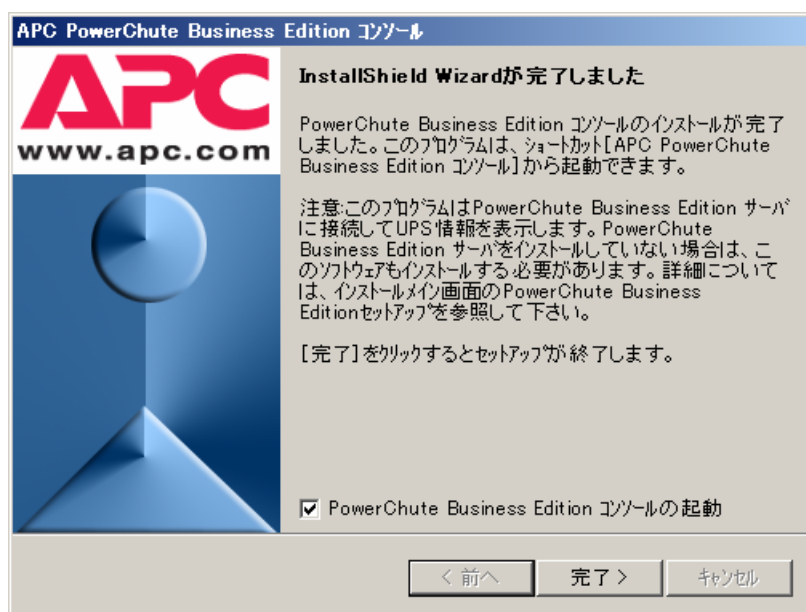 APC PowerChute Business Edition コンソール
APC
www.apc.com
InstallShield Wizardが完了しました
PowerChute Business Edition コンソールのインストールが完了
しました。このプログラムは、ショートカット[APC PowerChute
Business Edition コンソール]から起動できます。
注意:このプログラムはPowerChute Business Edition サーバ
に接続してUPS情報を表示します。PowerChute
Business Edition サーバをインストールしていない場合は、こ
のソフトウェアもインストールする必要があります。詳細について
は、インストールメイン画面のPowerChute Business
Editionセットアップを参照して下さい。
[完了]をクリックするとセットアップが終了します。
PowerChute Business Edition コンソールの起動
< 前へ
完了 >
キャンセル